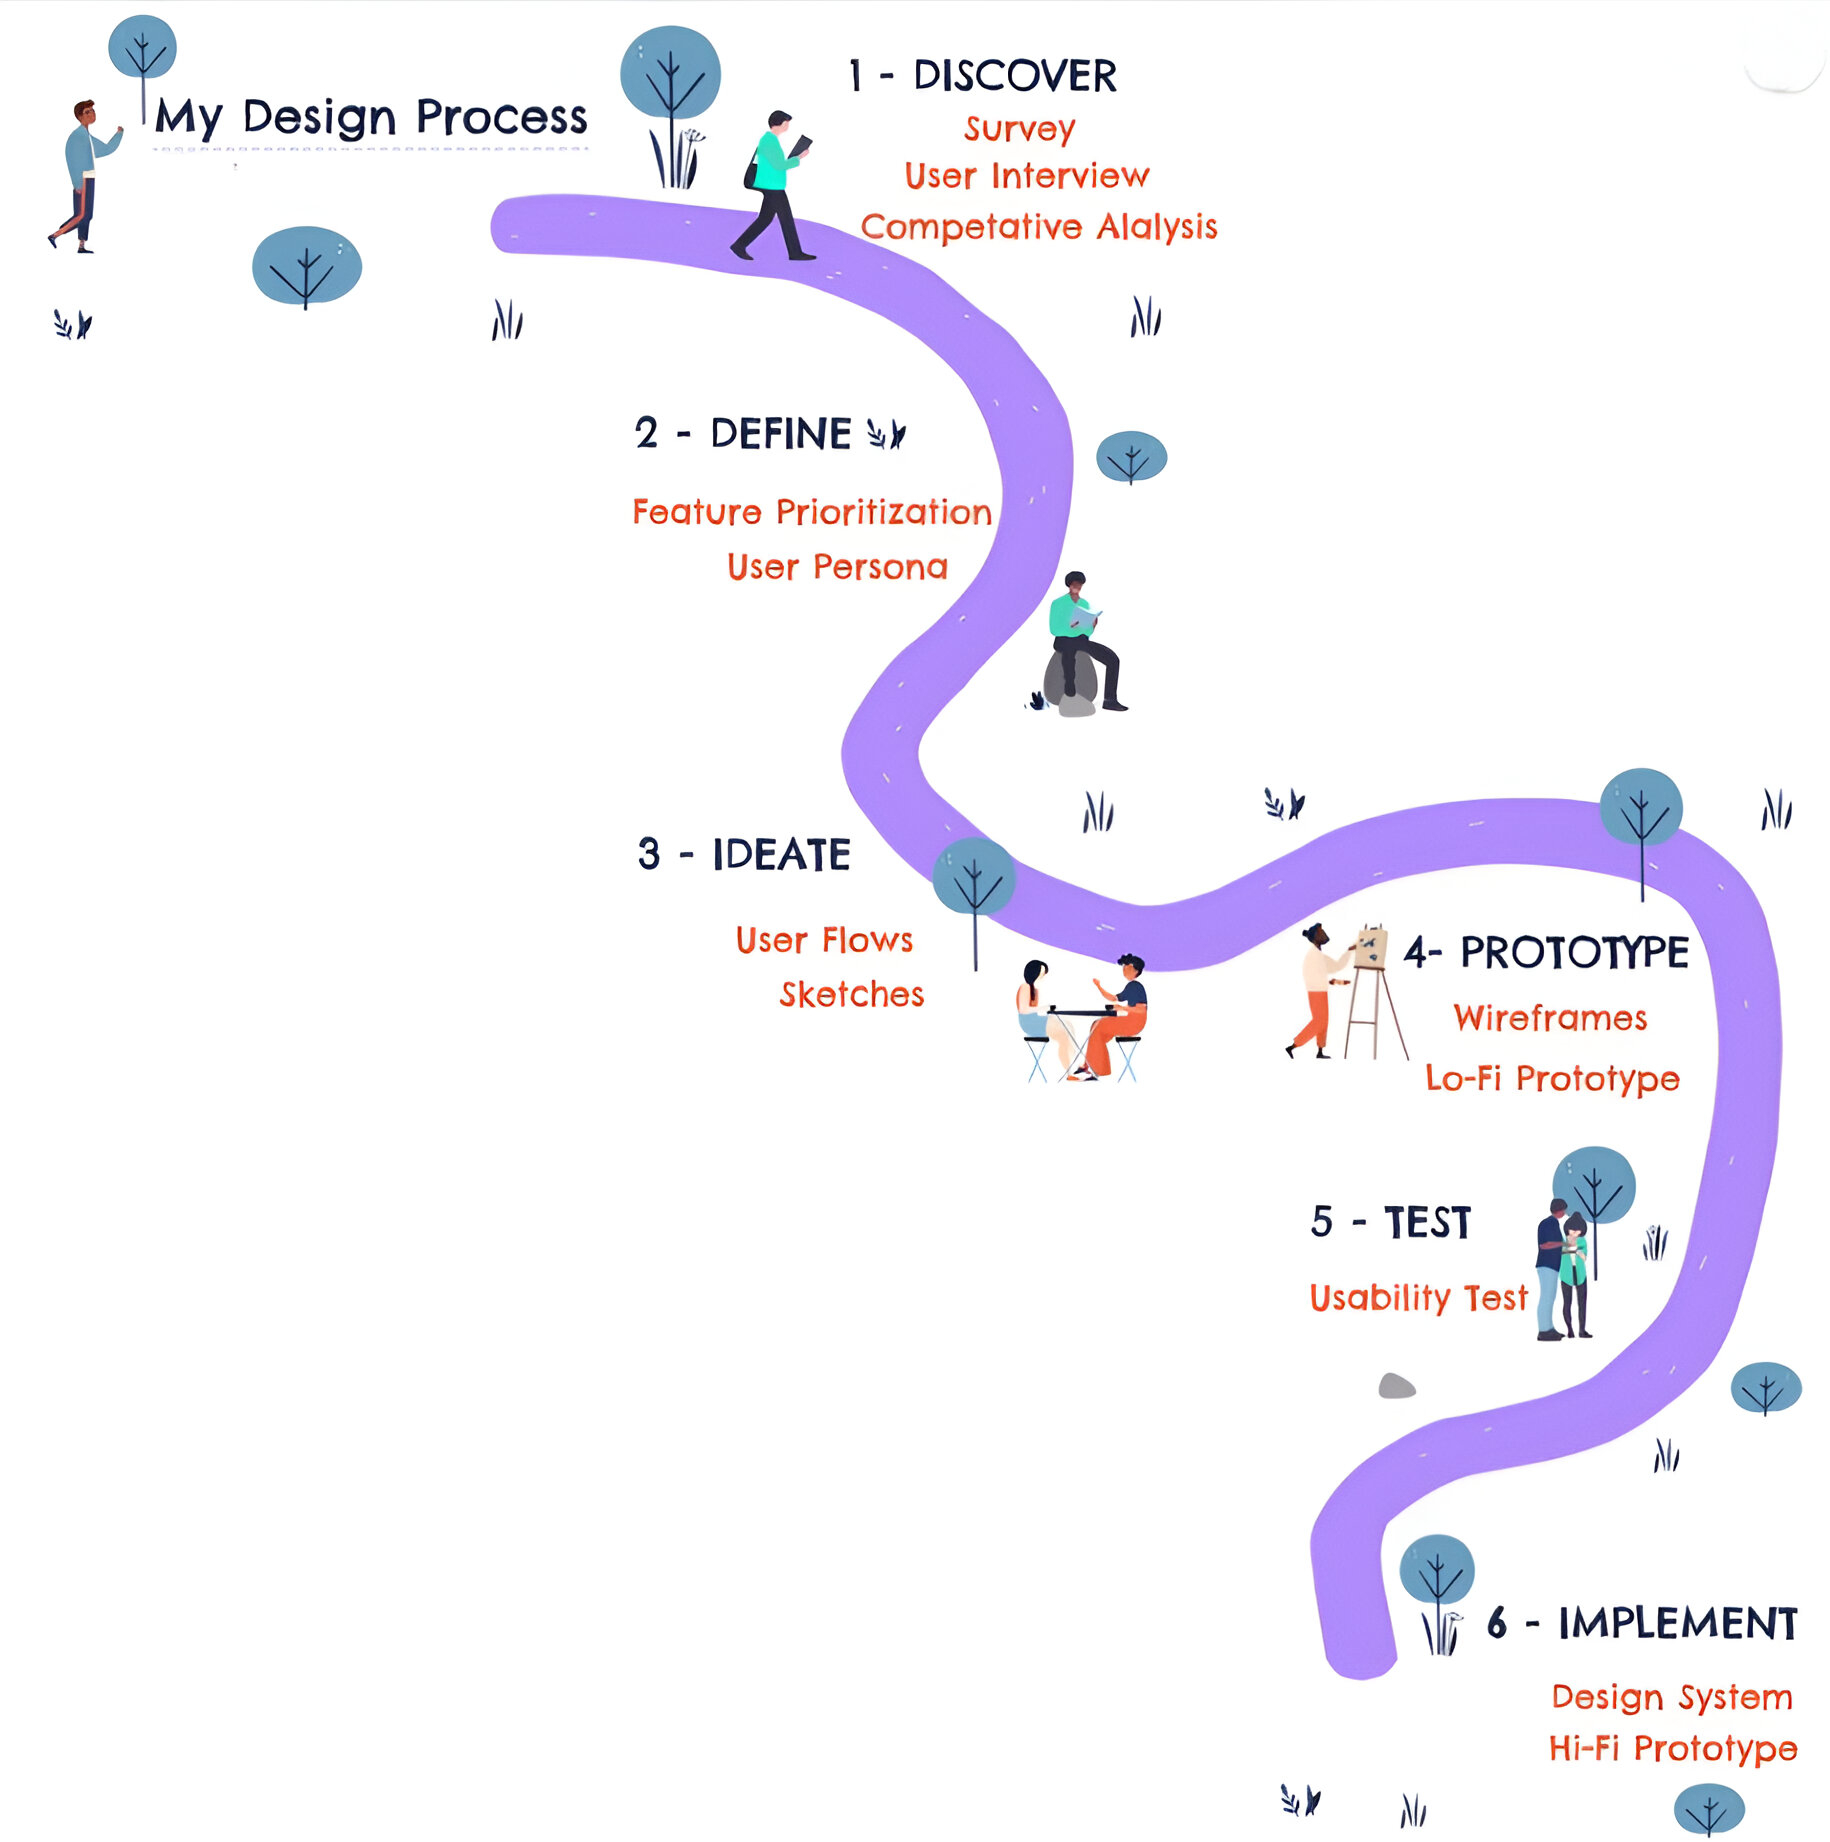 My Design Process
1 - DISCOVER
Survey
User Interview
Competative Alalysis
2 - DEFINE
Feature Prioritization
User Persona
3 - IDEATE
User Flows
Sketches
4- PROTOTYPE
Wireframes
Lo-Fi Prototype
5 - TEST
Usability Test
6 - IMPLEMENT
Design System
Hi-Fi Prototype